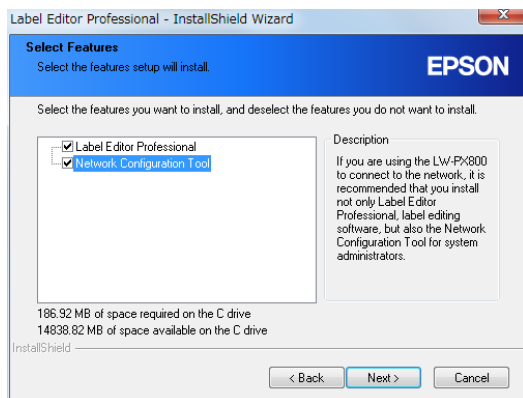 Label Editor Professional - InstallShield Wizard
Select Features
Select the features setup will install.
EPSON
Select the features you want to install, and deselect the features you do not want to install.
Label Editor Professional
Network Configuration Tool
Description
If you are using the LW-PX800
to connect to the network, it is
recommended that you install
not only Label Editor
Professional, label editing
software, but also the Network
Configuration Tool for system
administrators.
186.92 MB of space required on the C drive
14838.82 MB of space available on the C drive
InstallShield
< Back
Next >
Cancel